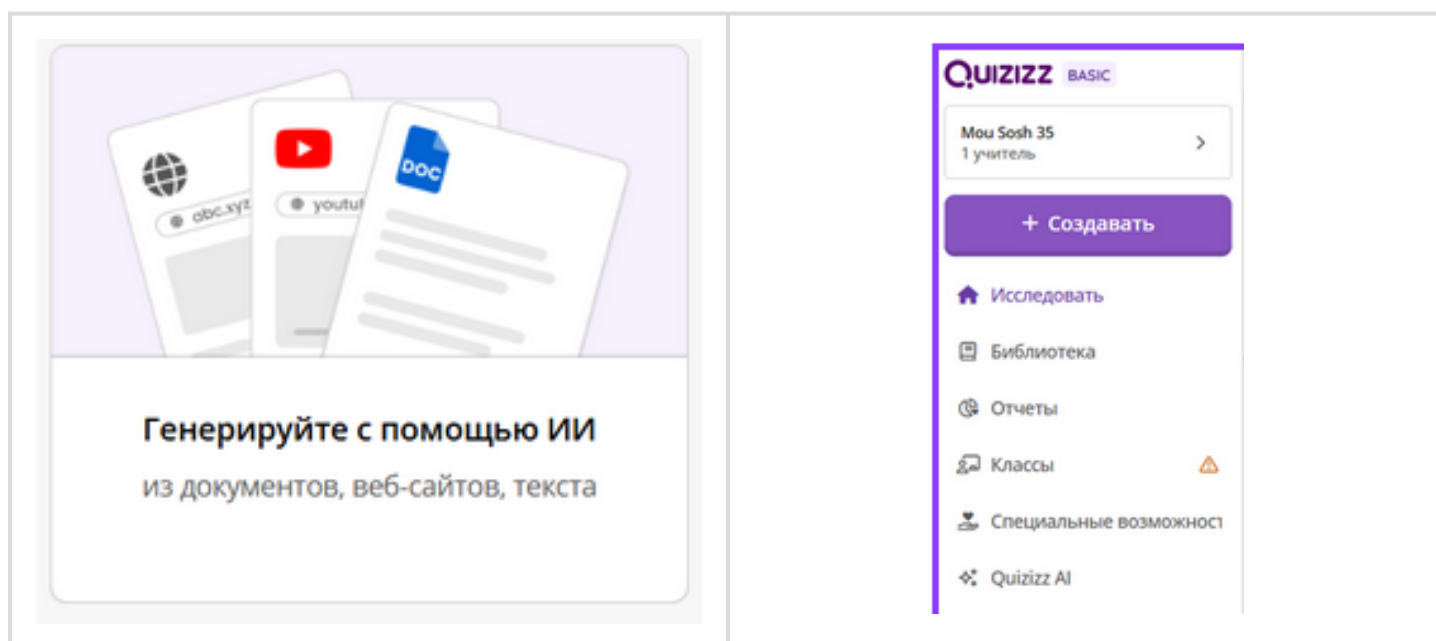 abc.xyz
youtu
DOC
Генерируйте с помощью ИИ
из документов, веб-сайтов, текста
QUIZIZZ BASIC
Mou Sosh 35
1 учитель
+ Создавать
Исследовать
Библиотека
Отчеты
Классы
Специальные возможност
Quizizz AI